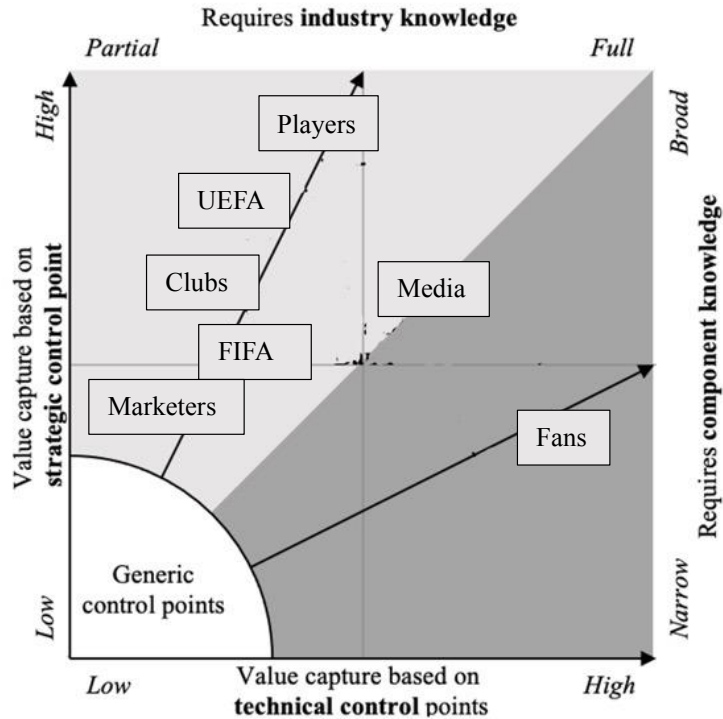 Requires industry knowledge
Partial
Full
High
Broad
Players
UEFA
Clubs
Media
FIFA
Marketers
Fans
Value capture based on
strategic control point
Requires component knowledge
Generic
control points
Low
Narrow
Low
Value capture based on
technical control points
High